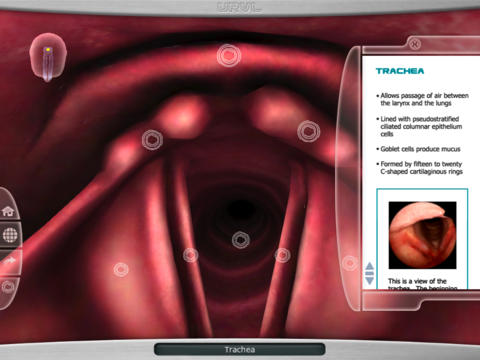 URVL
TRACHEA
• Allows passage of air between
the larynx and the lungs
• Lined with pseudostratified
ciliated columnar epithelium
cells
• Goblet cells produce mucus
• Formed by fifteen to twenty
C-shaped cartilaginous rings
This is a view of the
trachea. The beginning
Trachea